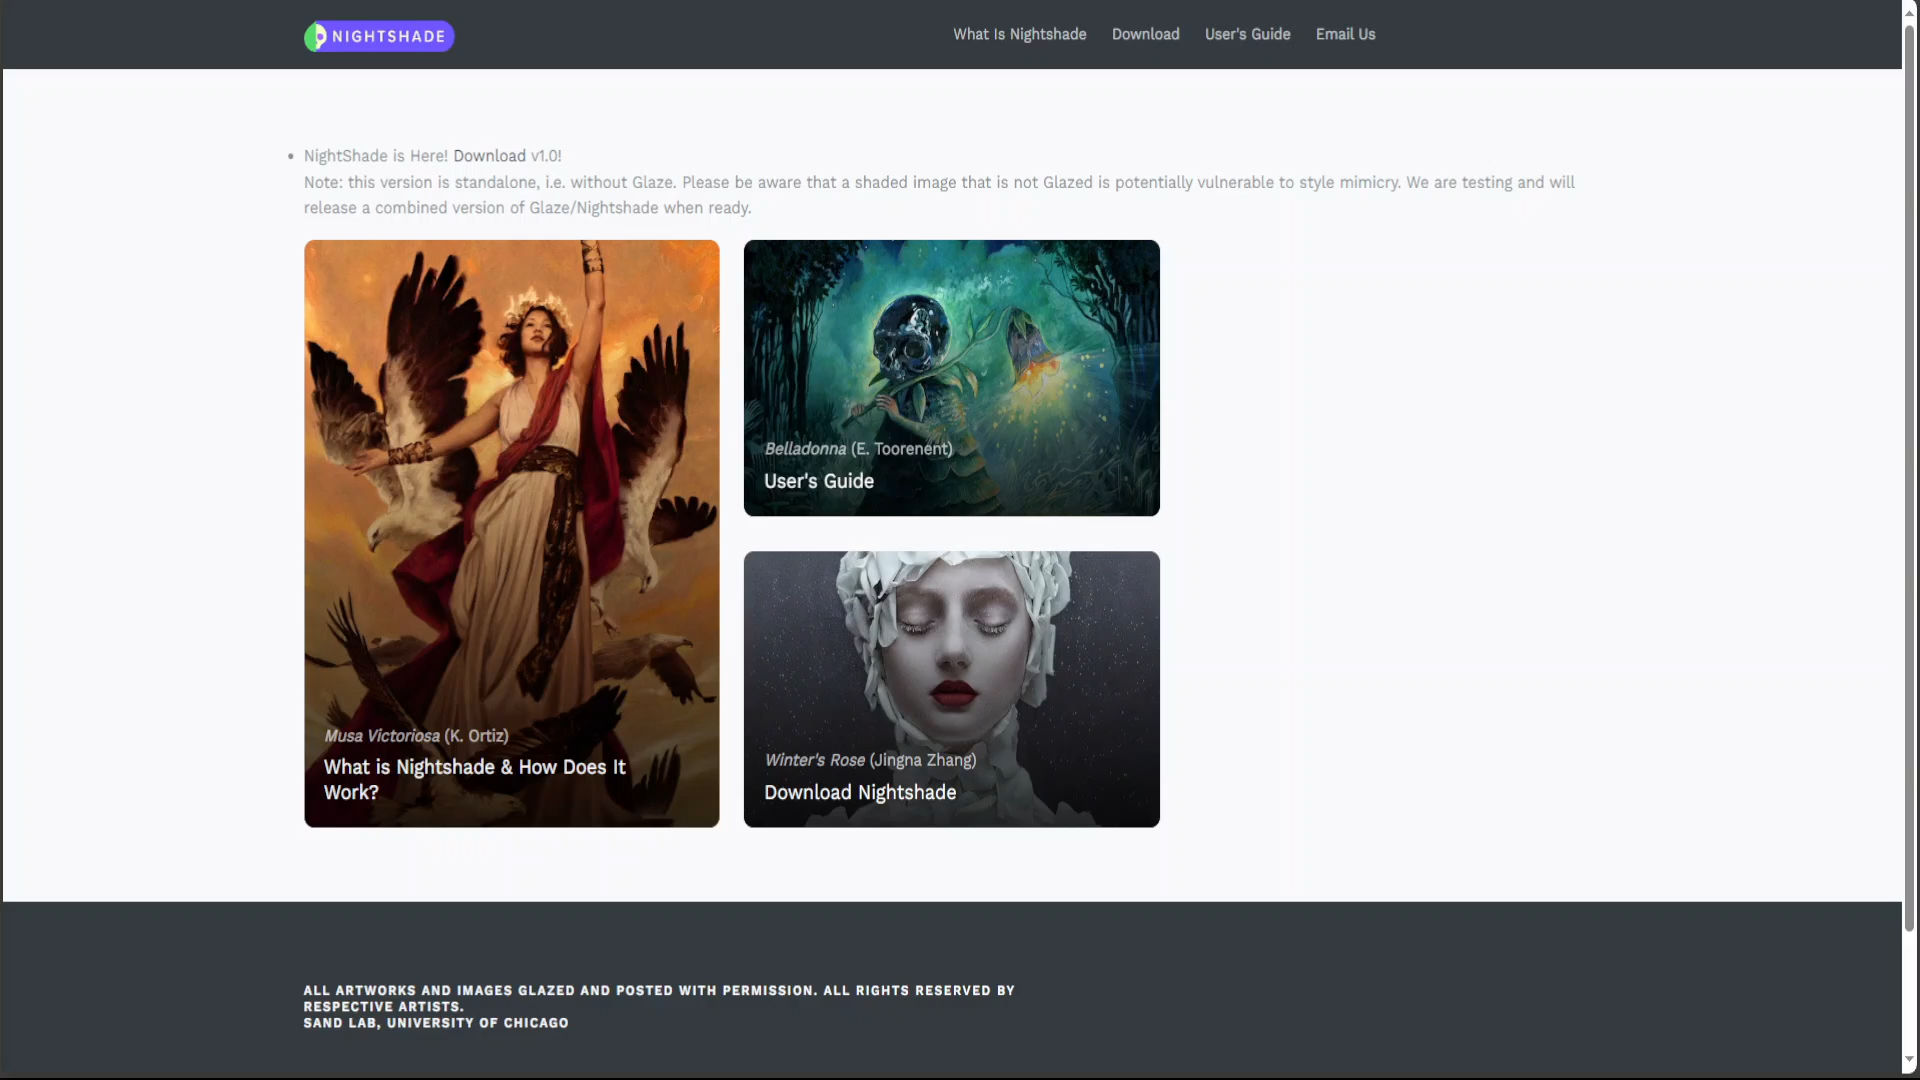 NIGHTSHADE
What Is Nightshade
Download
User's Guide
Email Us
NightShade is Here! Download v1.0!
Note: this version is standalone, i.e. without Glaze. Please be aware that a shaded image that is not Glazed is potentially vulnerable to style mimicry. We are testing and will
release a combined version of Glaze/Nightshade when ready.
Musa Victoriosa (K. Ortiz)
What is Nightshade & How Does It
Work?
Belladonna (E. Toorenent)
User's Guide
Winter's Rose (Jingna Zhang)
Download Nightshade
ALL ARTWORKS AND IMAGES GLAZED AND POSTED WITH PERMISSION. ALL RIGHTS RESERVED BY
RESPECTIVE ARTISTS.
SAND LAB, UNIVERSITY OF CHICAGO